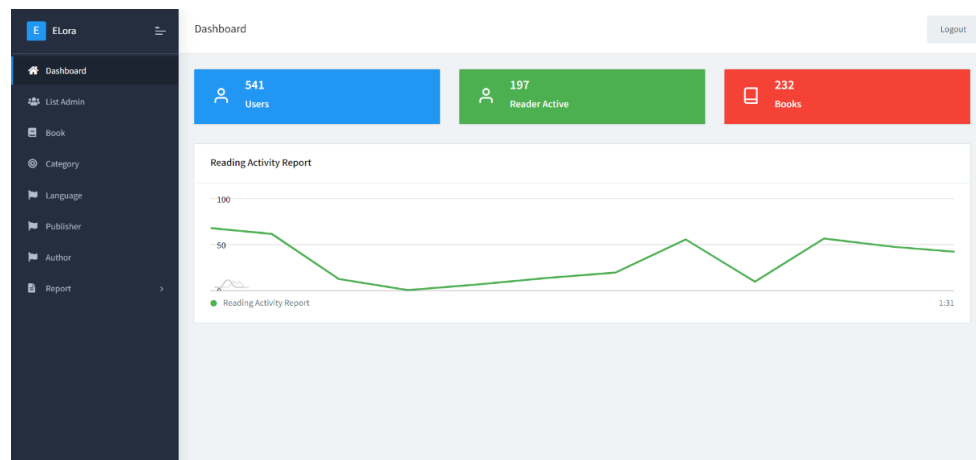 E ELora
Dashboard
List Admin
Book
Category
Language
Publisher
Author
Report
Dashboard
Logout
541
Users
197
Reader Active
232
Books
Reading Activity Report
100
50
0
Reading Activity Report
1:31